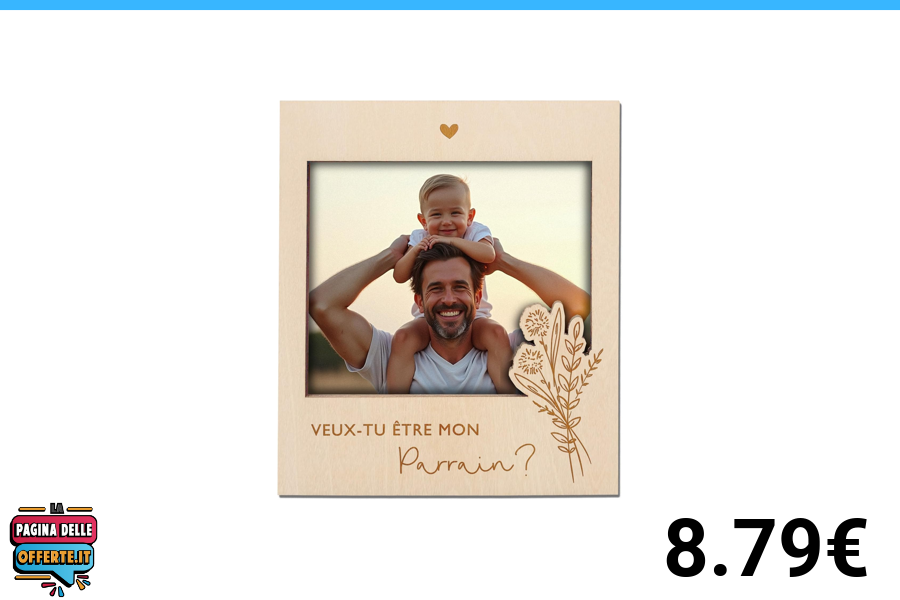 VEUX-TU ÊTRE MON
Parrain?
LA
PAGINA DELLE
OFFERTE.IT
8.79€